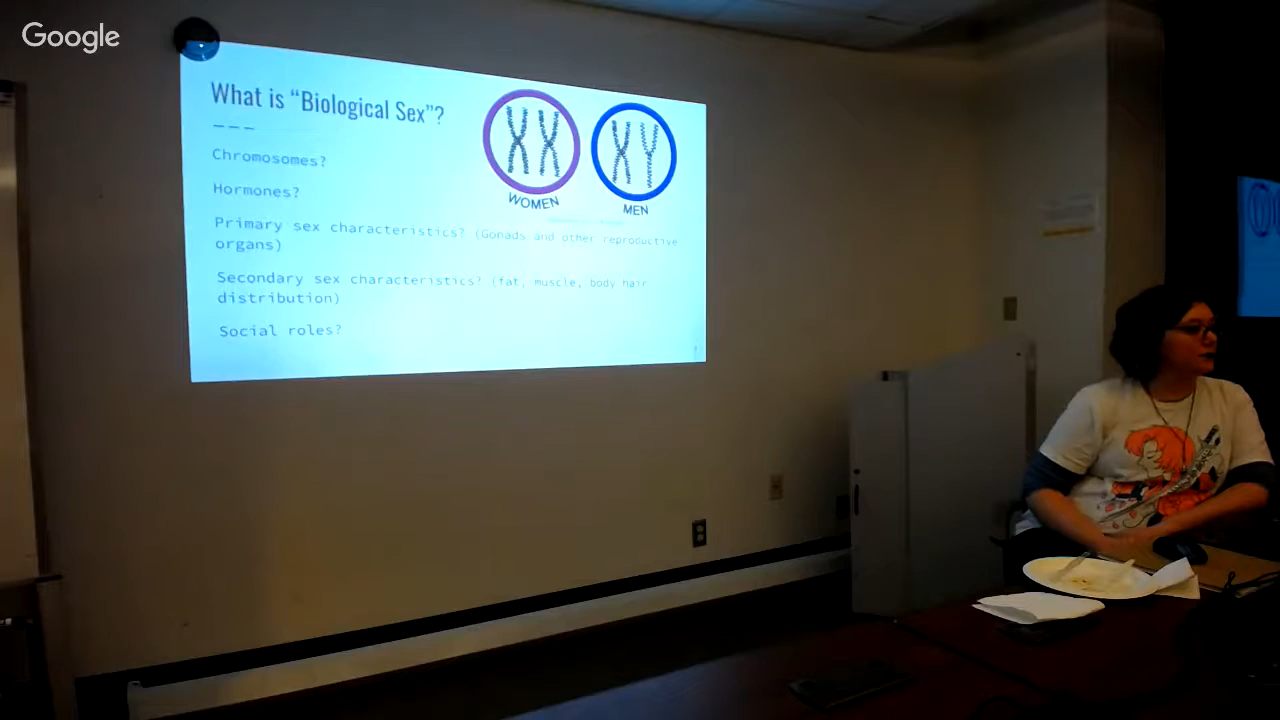 Google
What is “Biological Sex”?
Chromosomes?
Hormones?
Primary sex characteristics? (Gonads and other reproductive
organs)
Secondary sex characteristics? (fat, muscle, body hair
distribution)
Social roles?
WOMEN
MEN